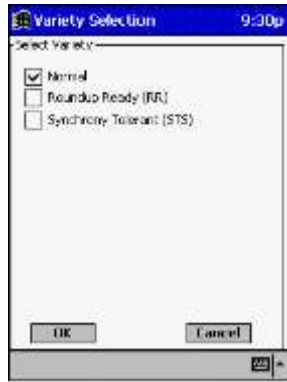 Variety Selection 9:30p
Select Variety
Normal
Roundup Ready (RR)
Synchrony Tolerant (STS)
OK Cancel